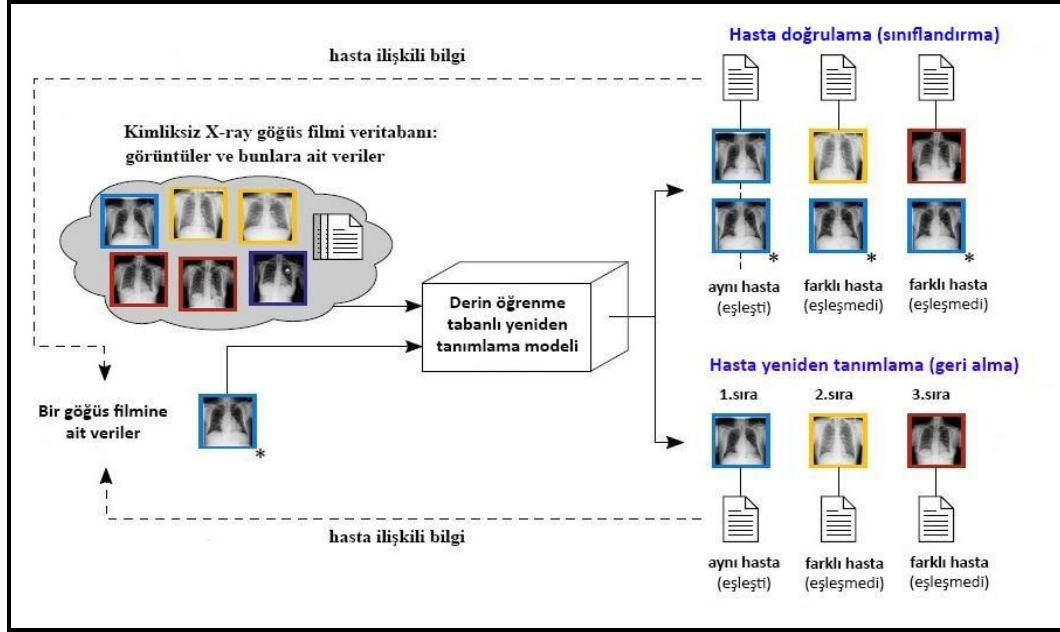 Hasta doğrulama (sınıflandırma)
hasta ilişkili bilgi
Kimliksiz X-ray göğüs filmi veritabanı:
görüntüler ve bunlara ait veriler
*
*
*
aynı hasta
(eşleşti)
farklı hasta
(eşleşmedi)
farklı hasta
(eşleşmedi)
Derin öğrenme
tabanlı yeniden
tanımlama modeli
Hasta yeniden tanımlama (geri alma)
1.sıra
2.sıra
3.sıra
Bir göğüs filmine
ait veriler
*
hasta ilişkili bilgi
aynı hasta
(eşleşti)
farklı hasta
(eşleşmedi)
farklı hasta
(eşleşmedi)